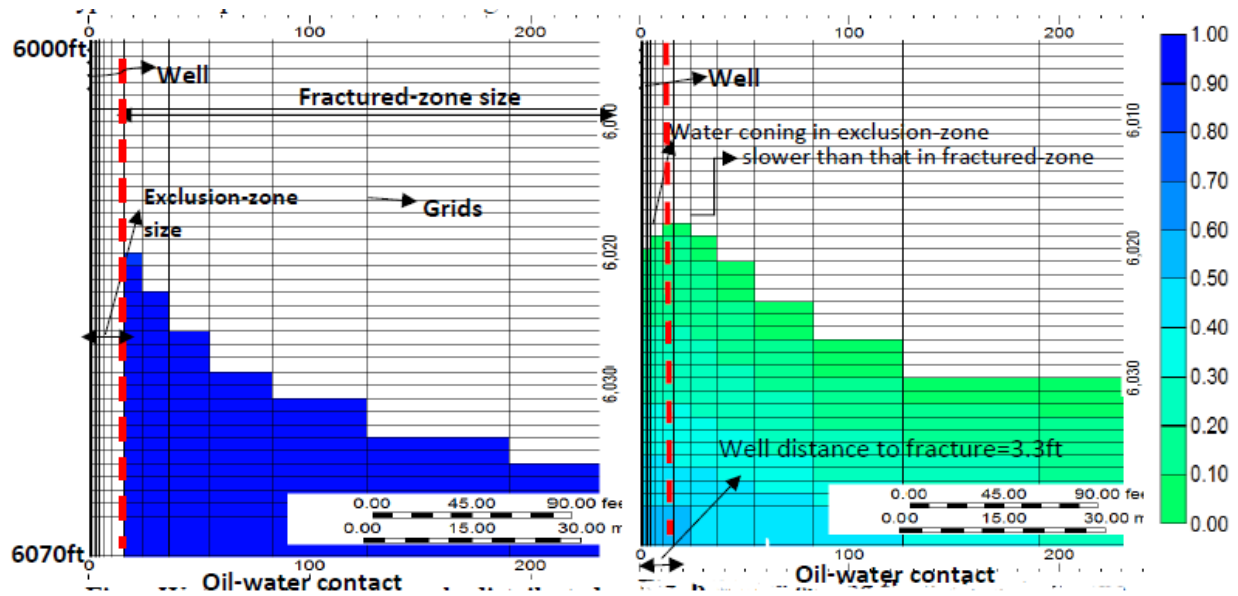 0 100 200
6000ft
Well
Fractured-zone size
6,010
Exclusion-zone
size
Grids
6,020
6,030
0.00 45.00 90.00 fee
0.00 15.00 30.00 m
6070ft
0 100 200
Oil-water contact
0 100 200
Well
6,010
Water coning in exclusion-zone
slower than that in fractured-zone
6,020
6,030
Well distance to fracture=3.3ft
0.00 45.00 90.00 fee
0.00 15.00 30.00 m
0 100 200
Oil-water contact
1.00
0.90
0.80
0.70
0.60
0.50
0.40
0.30
0.20
0.10
0.00